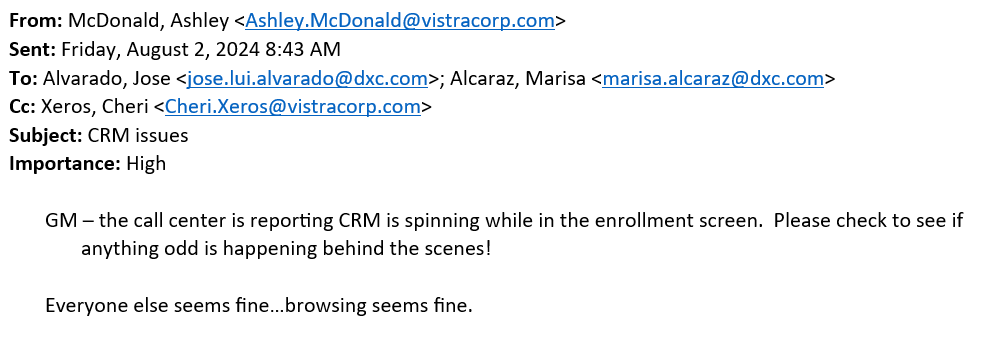 From: McDonald, Ashley <Ashley.McDonald@vistracorp.com>
Sent: Friday, August 2, 2024 8:43 AM
To: Alvarado, Jose <jose.lui.alvarado@dxc.com>; Alcaraz, Marisa <marisa.alcaraz@dxc.com>
Cc: Xeros, Cheri <Cheri.Xeros@vistracorp.com>
Subject: CRM issues
Importance: High
GM – the call center is reporting CRM is spinning while in the enrollment screen.  Please check to see if
anything odd is happening behind the scenes!
Everyone else seems fine…browsing seems fine.